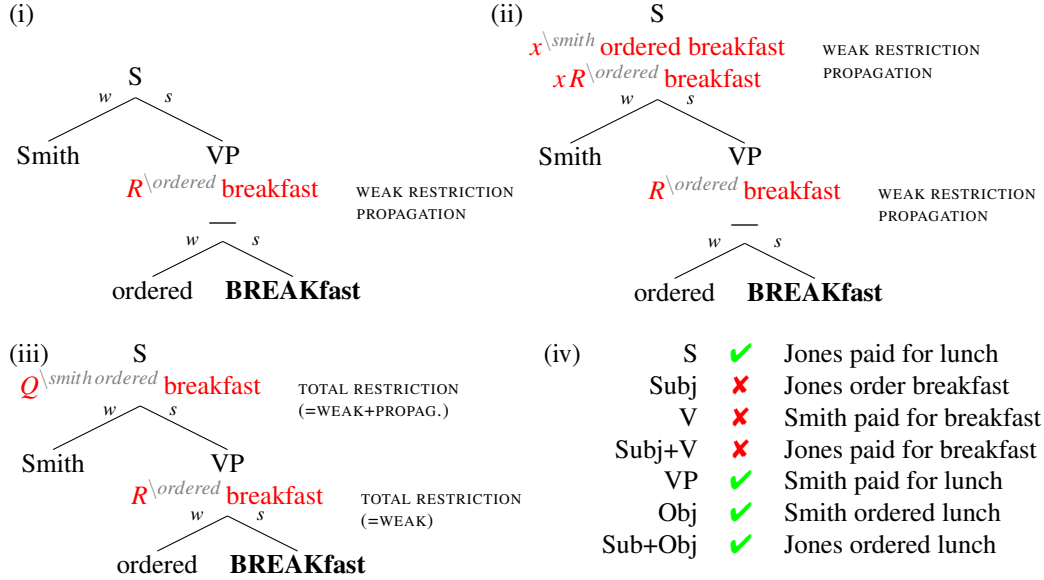 (i)
S
w s
Smith VP
R\ordered breakfast
WEAK RESTRICTION
PROPAGATION
w s
ordered BREAKfast
(ii)
S
x\smith ordered breakfast
x R\ordered breakfast
WEAK RESTRICTION
PROPAGATION
w s
Smith VP
R\ordered breakfast
WEAK RESTRICTION
PROPAGATION
w s
ordered BREAKfast
(iii)
S
Q\smith ordered breakfast
TOTAL RESTRICTION
(=WEAK+PROPAG.)
w s
Smith VP
R\ordered breakfast
TOTAL RESTRICTION
(=WEAK)
w s
ordered BREAKfast
(iv)
S ✔ Jones paid for lunch
Subj ✘ Jones order breakfast
V ✘ Smith paid for breakfast
Subj+V ✘ Jones paid for breakfast
VP ✔ Smith paid for lunch
Obj ✔ Smith ordered lunch
Sub+Obj ✔ Jones ordered lunch